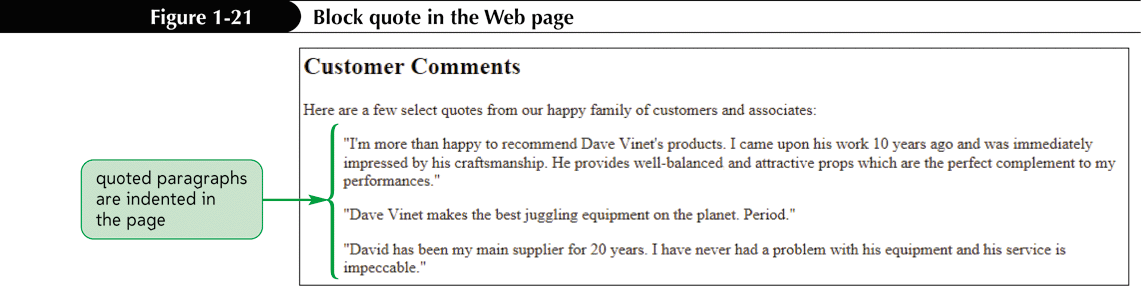 Figure 1-21 Block quote in the Web page
Customer Comments
Here are a few select quotes from our happy family of customers and associates:
"I'm more than happy to recommend Dave Vinet's products. I came upon his work 10 years ago and was immediately
impressed by his craftsmanship. He provides well-balanced and attractive props which are the perfect complement to my
performances."
quoted paragraphs
are indented in
the page
"Dave Vinet makes the best juggling equipment on the planet. Period."
"David has been my main supplier for 20 years. I have never had a problem with his equipment and his service is
impeccable."